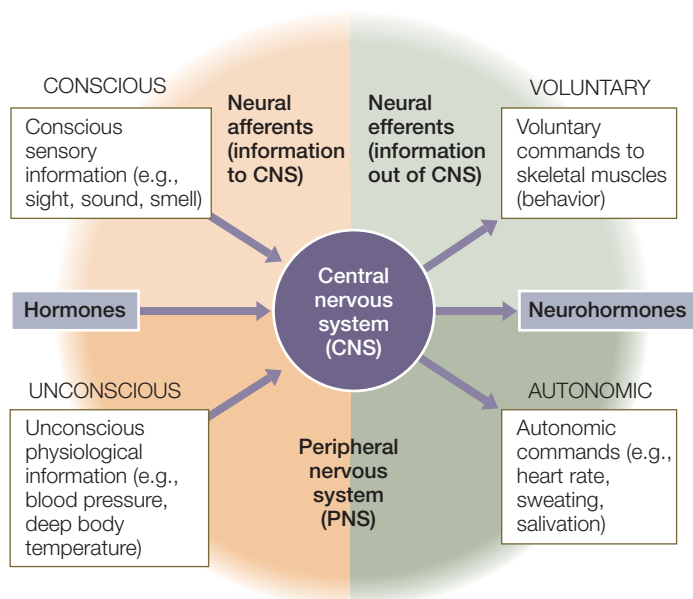 CONSCIOUS
Conscious
sensory
information (e.g.,
sight, sound, smell)
Neural
afferents
(information
to CNS)
Neural
efferents
(information
out of CNS)
VOLUNTARY
Voluntary
commands to
skeletal muscles
(behavior)
Hormones
Central
nervous
system
(CNS)
Neurohormones
UNCONSCIOUS
Unconscious
physiological
information (e.g.,
blood pressure,
deep body
temperature)
Peripheral
nervous
system
(PNS)
AUTONOMIC
Autonomic
commands (e.g.,
heart rate,
sweating,
salivation)